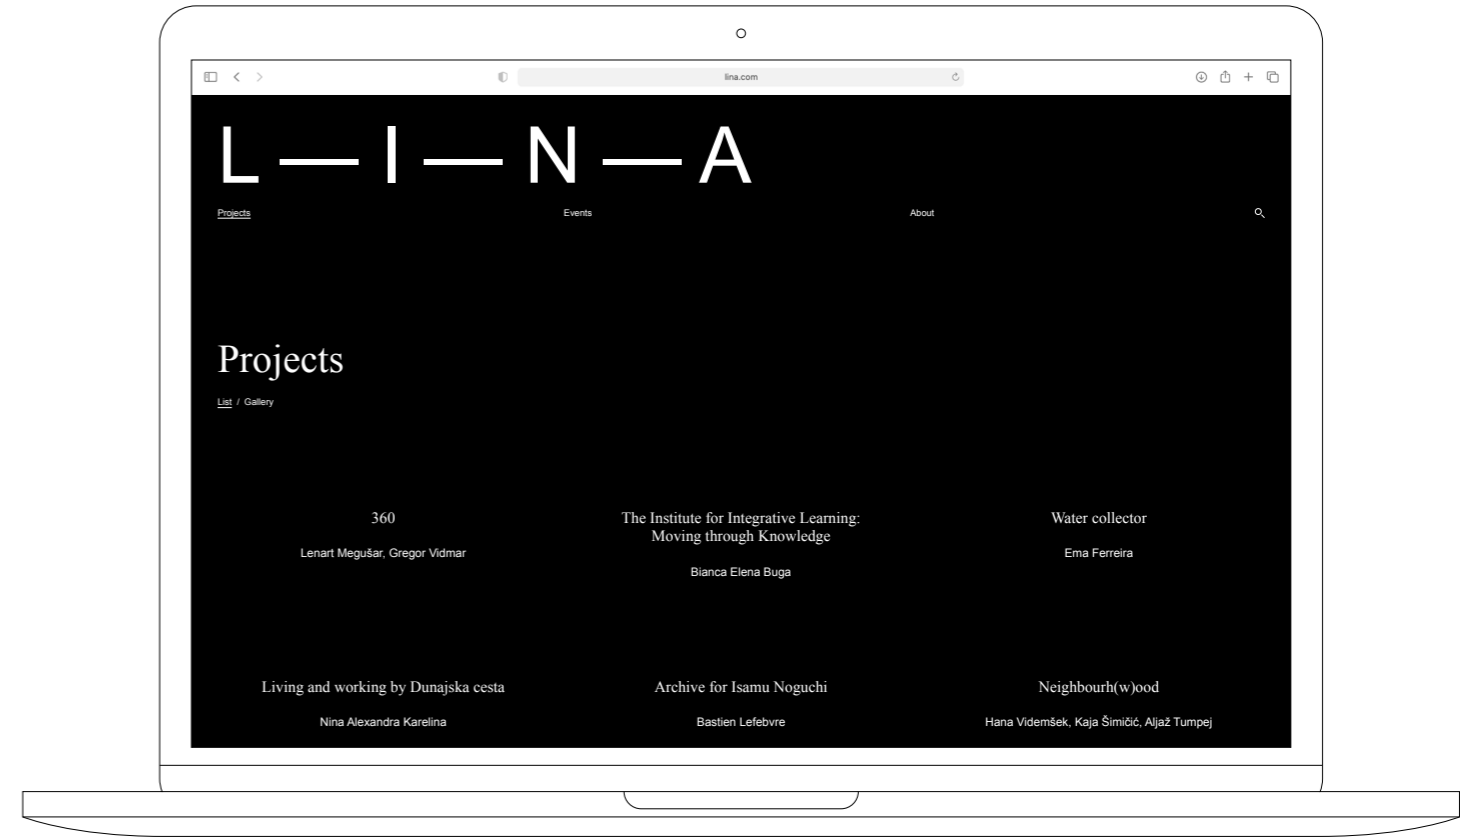 lina.com
L — I — N — A
Projects
Events
About
Projects
List / Gallery
360
Lenart Megušar, Gregor Vidmar
The Institute for Integrative Learning:
Moving through Knowledge
Bianca Elena Buga
Water collector
Ema Ferreira
Living and working by Dunajska cesta
Nina Alexandra Karelina
Archive for Isamu Noguchi
Bastien Lefebvre
Neighbourh(w)ood
Hana Videmšek, Kaja Šimičić, Aljaž Tumpej